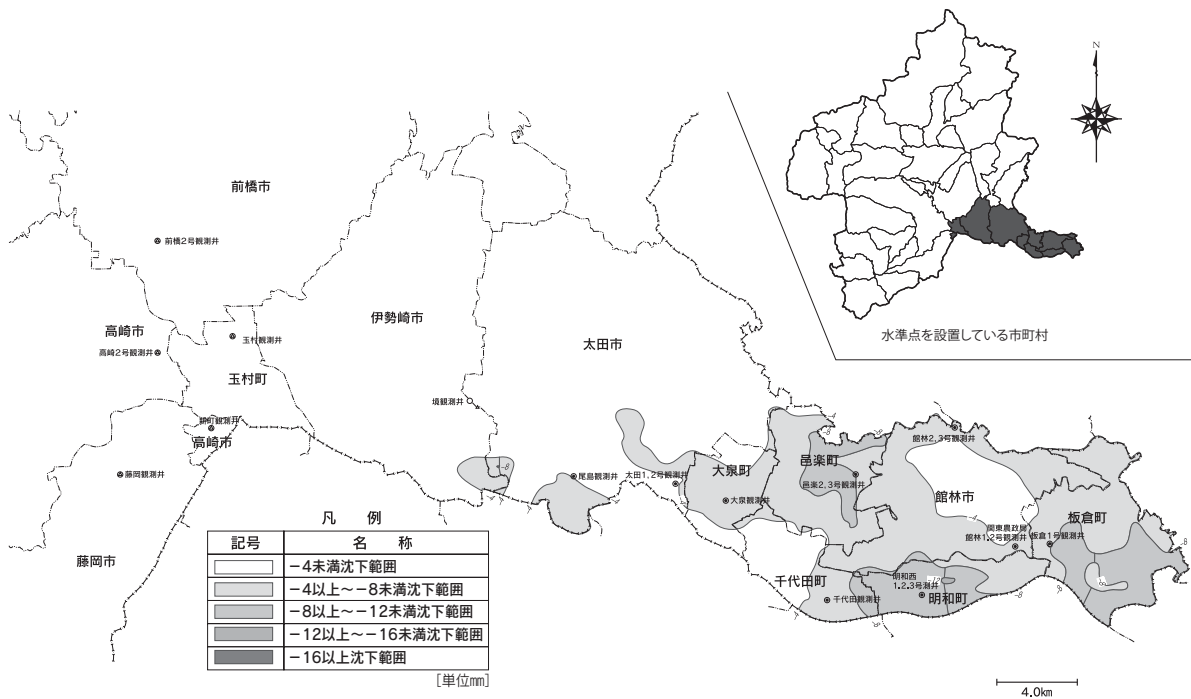 N
水準点を設置している市町村
前橋市
前橋2号観測井
伊勢崎市
高崎市
玉村観測井
高崎2号観測井
太田市
玉村町
境観測井
高崎市
藤岡観測井
藤岡市
-8
尾島観測井
太田1,2号観測井
大泉町
大泉観測井
邑楽町
邑楽2,3号観測井
-8
-8
館林2,3号観測井
館林市
関東農政局
館林1,2号観測井
板倉町
板倉1号観測井
千代田町
千代田観測井
明和西
1,2,3号測井
明和町
-12
凡 例
記号 名 称
-4未満沈下範囲
-4以上～-8未満沈下範囲
-8以上～-12未満沈下範囲
-12以上～-16未満沈下範囲
-16以上沈下範囲
[単位㎜]
4.0km